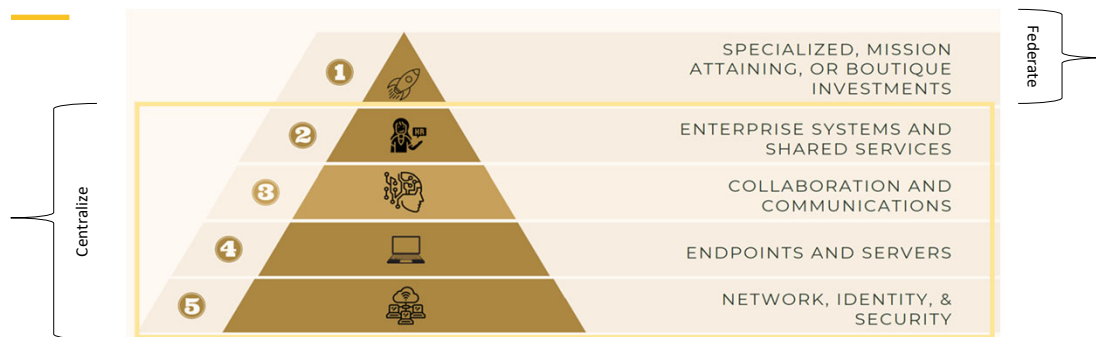 Federate
1
SPECIALIZED, MISSION
ATTAINING, OR BOUTIQUE
INVESTMENTS
Centralize
2
HR
ENTERPRISE SYSTEMS AND
SHARED SERVICES
3
COLLABORATION AND
COMMUNICATIONS
4
ENDPOINTS AND SERVERS
5
NETWORK, IDENTITY, &
SECURITY